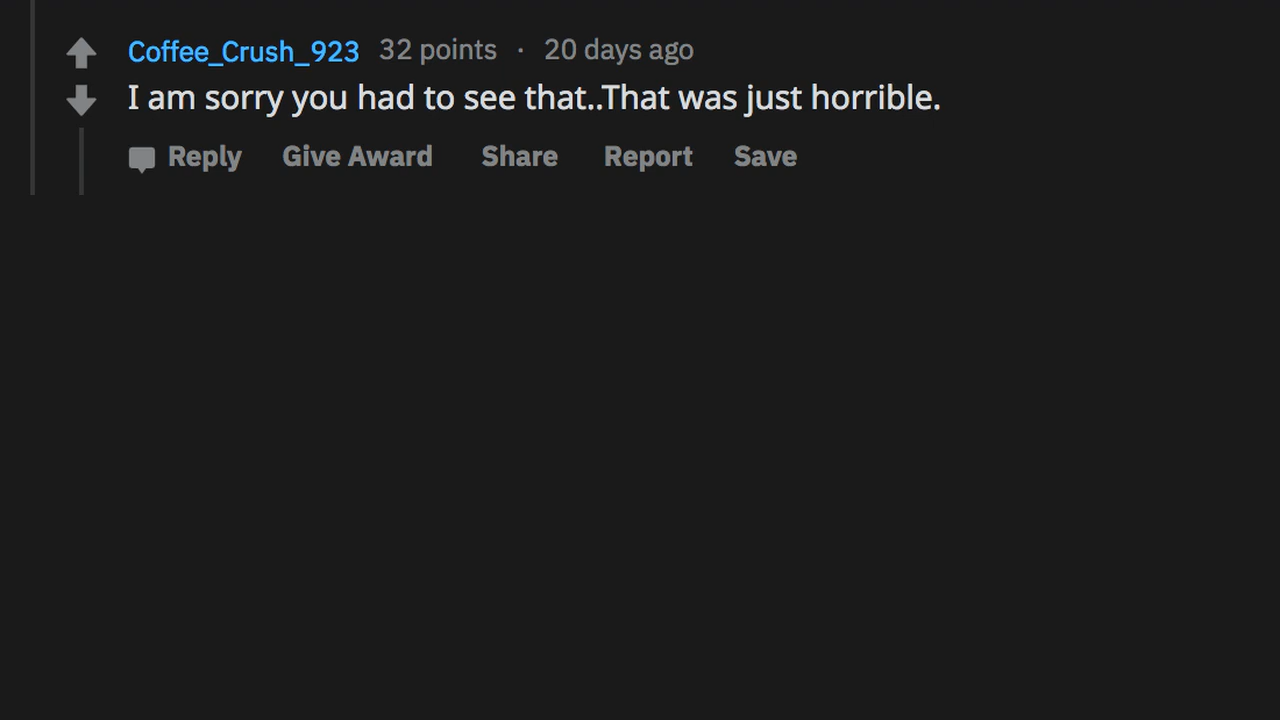 Coffee_Crush_923 32 points · 20 days ago
I am sorry you had to see that..That was just horrible.
Reply Give Award Share Report Save